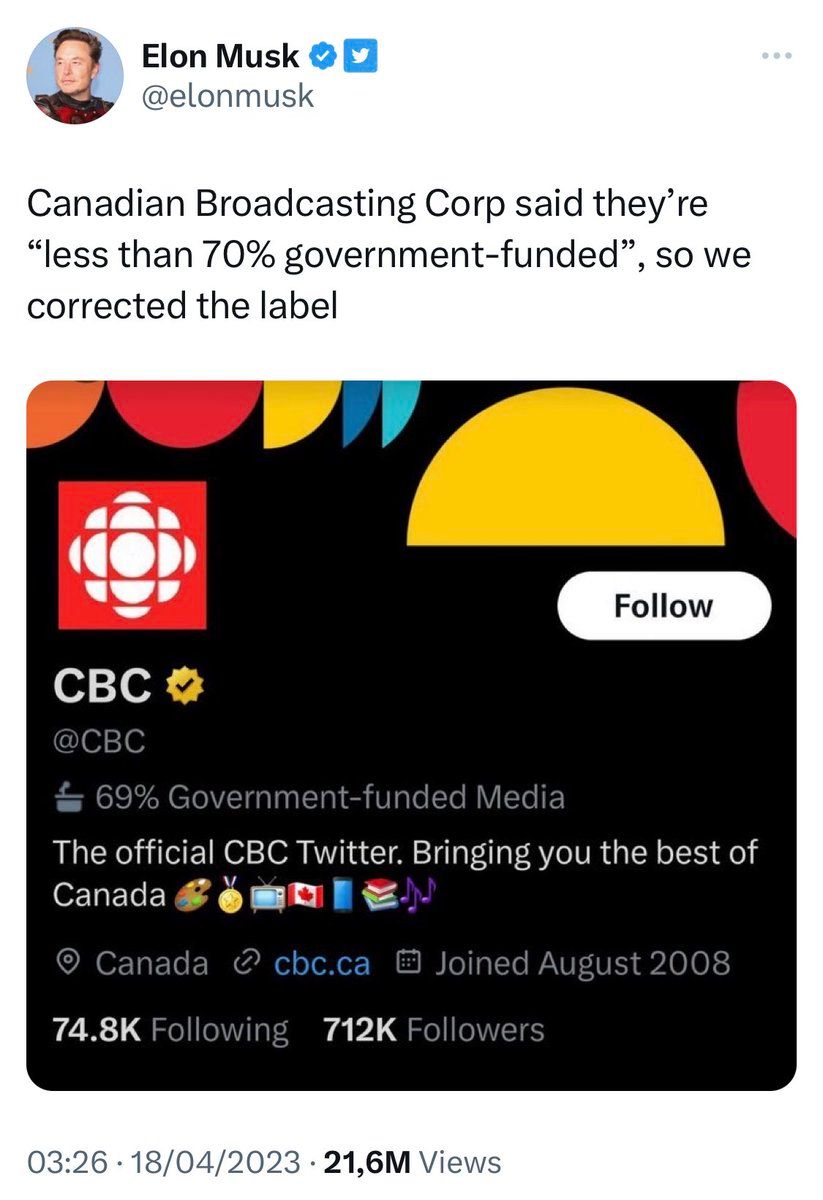 Elon Musk
@elonmusk
Canadian Broadcasting Corp said they’re
“less than 70% government-funded”, so we
corrected the label
Follow
CBC
@CBC
69% Government-funded Media
The official CBC Twitter. Bringing you the best of
Canada 🎨🏅📺🇨🇦📱📚🎶
Canada cbc.ca Joined August 2008
74.8K Following 712K Followers
03:26 · 18/04/2023 · 21,6M Views